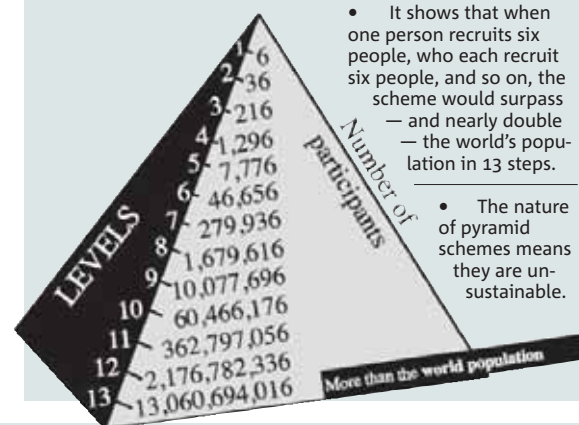 • It shows that when
one person recruits six
people, who each recruit
six people, and so on, the
scheme would surpass
— and nearly double
— the world's popu-
lation in 13 steps.
• The nature
of pyramid
schemes means
they are un-
sustainable.
LEVELS
Number of
participants
1 6
2 36
3 216
4 1,296
5 7,776
6 46,656
7 279,936
8 1,679,616
9 10,077,696
10 60,466,176
11 362,797,056
12 2,176,782,336
13 13,060,694,016
More than the world population